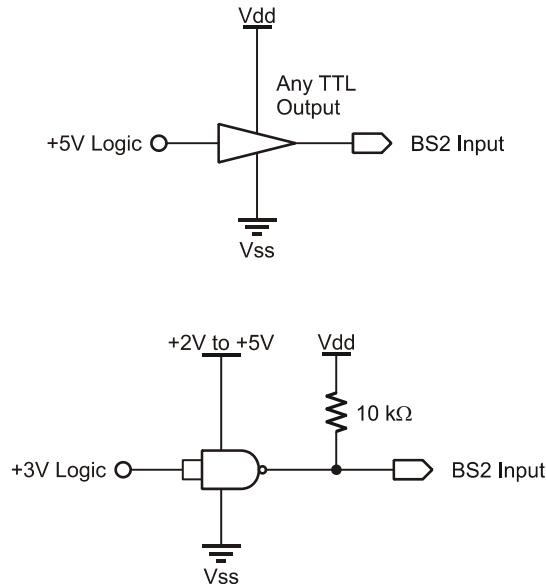 Vdd
Any TTL
Output
+5V Logic
BS2 Input
Vss
+2V to +5V
Vdd
10 kΩ
+3V Logic
BS2 Input
Vss